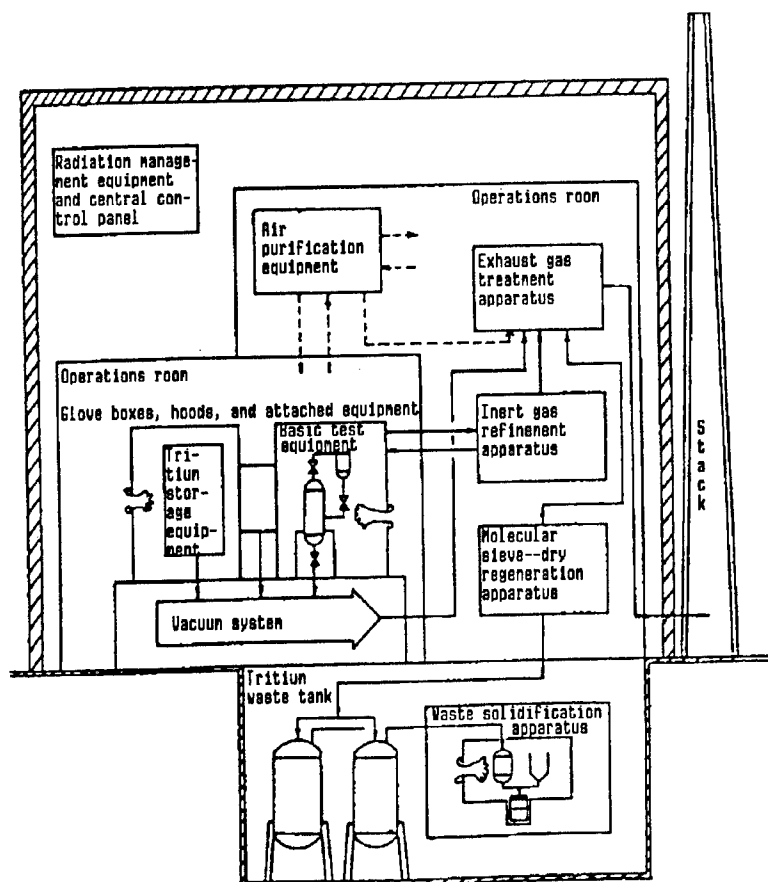 Radiation manage-
ment equipment
and central con-
trol panel
Operations room
Air
purification
equipment
Exhaust gas
treatment
apparatus
Operations room
Glove boxes, hoods, and attached equipment
Basic test
equipment
Tri-
tium
stor-
age
equip-
ment
Inert gas
refinement
apparatus
Stack
Molecular
sieve--dry
regeneration
apparatus
Vacuum system
Tritium
waste tank
Waste solidification
apparatus